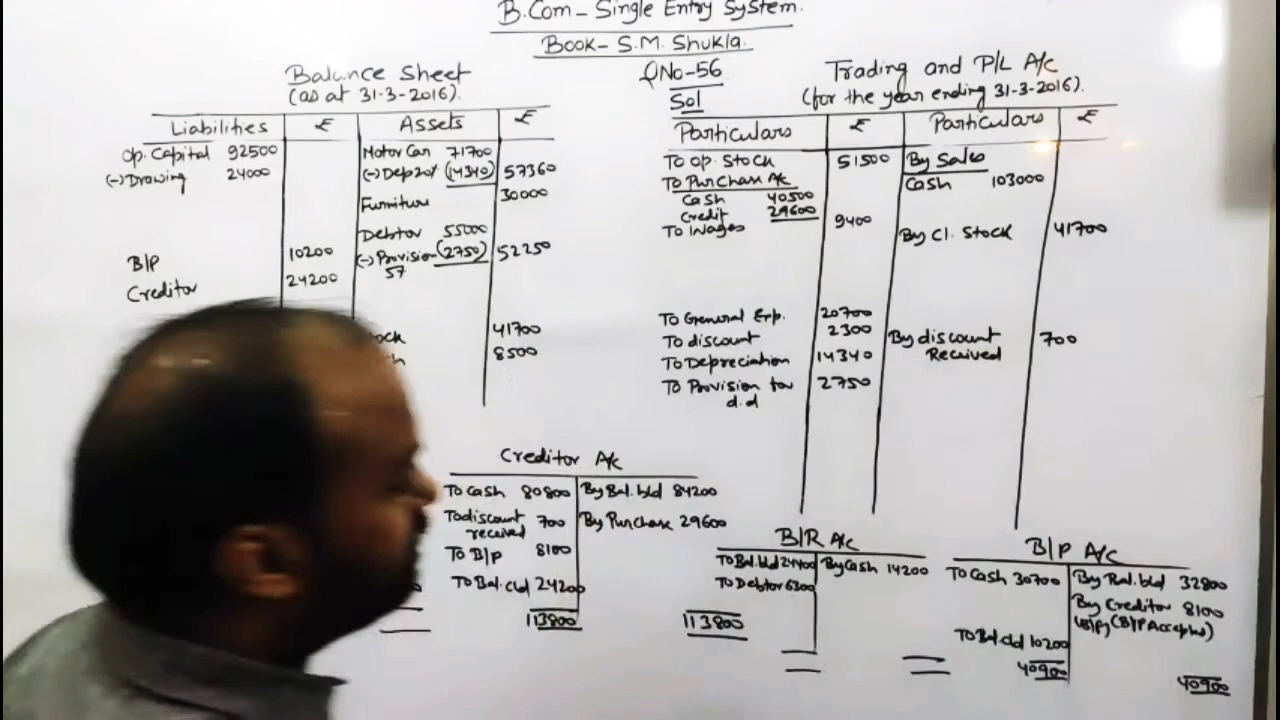 B.Com - Single Entry System.
Book - S.M. Shukla.
QNo-56
Sol
Balance Sheet
(as at 31-3-2016).
Liabilities ₹ Assets ₹
Op. Capital 92500
(-) Drawing 24000
B/P 10200
Creditor 24200
Motor Car 71700
(-) Dep 20% (14340) 57360
Furniture 30000
Debtor 55000
(-) Provision (2750) 52250
5%
ock 41700
8500
Trading and P/L A/c
(for the year ending 31-3-2016).
Particulars ₹ Particulars ₹
To Op. Stock 51500
To Purchase A/c
Cash 40500
Credit 29600
To Wages 9400
To General Exp. 20700
To discount 2300
To Depreciation 14340
To Provision for 2750
d.d
By Sales
Cash 103000
By Cl. Stock 41700
By discount 700
Received
Creditor A/c
To Cash 80800 By Bal. b/d 84200
To discount 700 By Purchase 29600
received
To B/P 8100
To Bal. c/d 24200
113800 113800
B/R A/c
To Bal. b/d 24400 By Cash 14200
To Debtor 6300
B/P A/c
To Cash 30700 By Bal. b/d 32800
By Creditor 8100
(B/P Accepted)
To Bal. c/d 10200
40900 40900